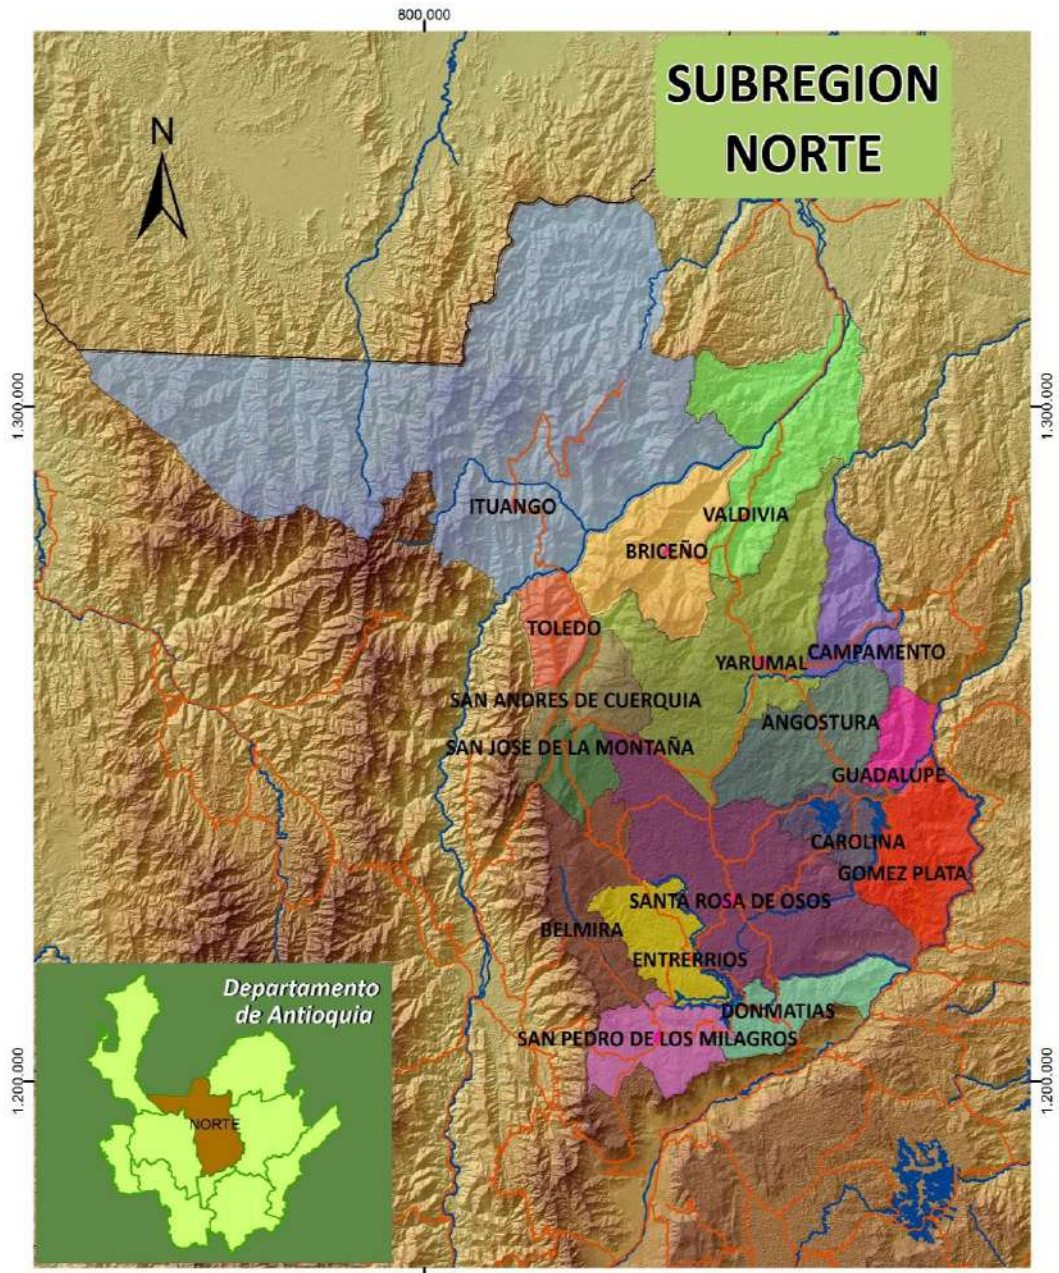 800.000
SUBREGION
NORTE
N
1.300.000
1.300.000
ITUANGO
VALDIVIA
BRICEÑO
TOLEDO
YARUMAL
CAMPAMENTO
SAN ANDRES DE CUERQUIA
ANGOSTURA
SAN JOSE DE LA MONTAÑA
GUADALUPE
CAROLINA
GOMEZ PLATA
SANTA ROSA DE OSOS
BELMIRA
ENTRERRIOS
DONMATIAS
SAN PEDRO DE LOS MILAGROS
Departamento
de Antioquia
NORTE
1.200.000
1.200.000